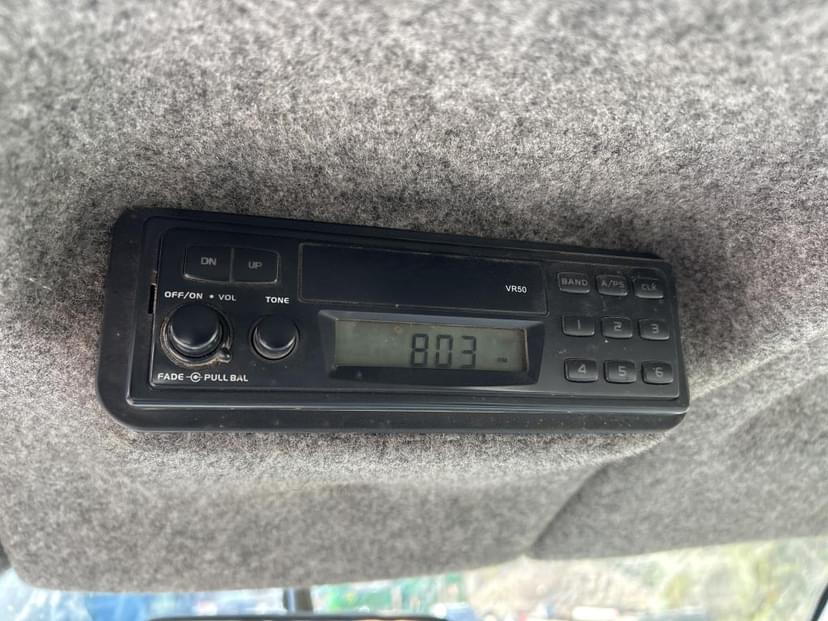 DN UP
VR50
BAND A/PS CLK
OFF/ON • VOL TONE
803
1 2 3
4 5 6
FADE PULL BAL